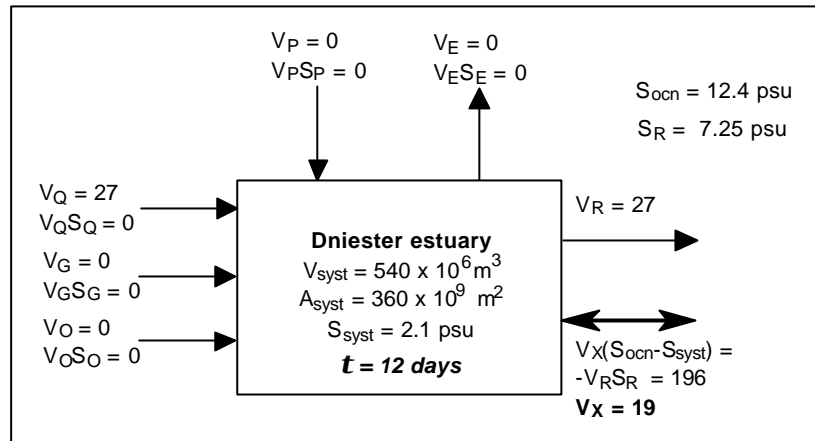 V_P = 0
V_PS_P = 0
V_E = 0
V_ES_E = 0
S_ocn = 12.4 psu
S_R = 7.25 psu
V_Q = 27
V_QS_Q = 0
V_G = 0
V_GS_G = 0
V_O = 0
V_OS_O = 0
Dniester estuary
V_syst = 540 x 10^6 m^3
A_syst = 360 x 10^9 m^2
S_syst = 2.1 psu
t = 12 days
V_R = 27
V_X(S_ocn-S_syst) =
-V_RS_R = 196
V_X = 19